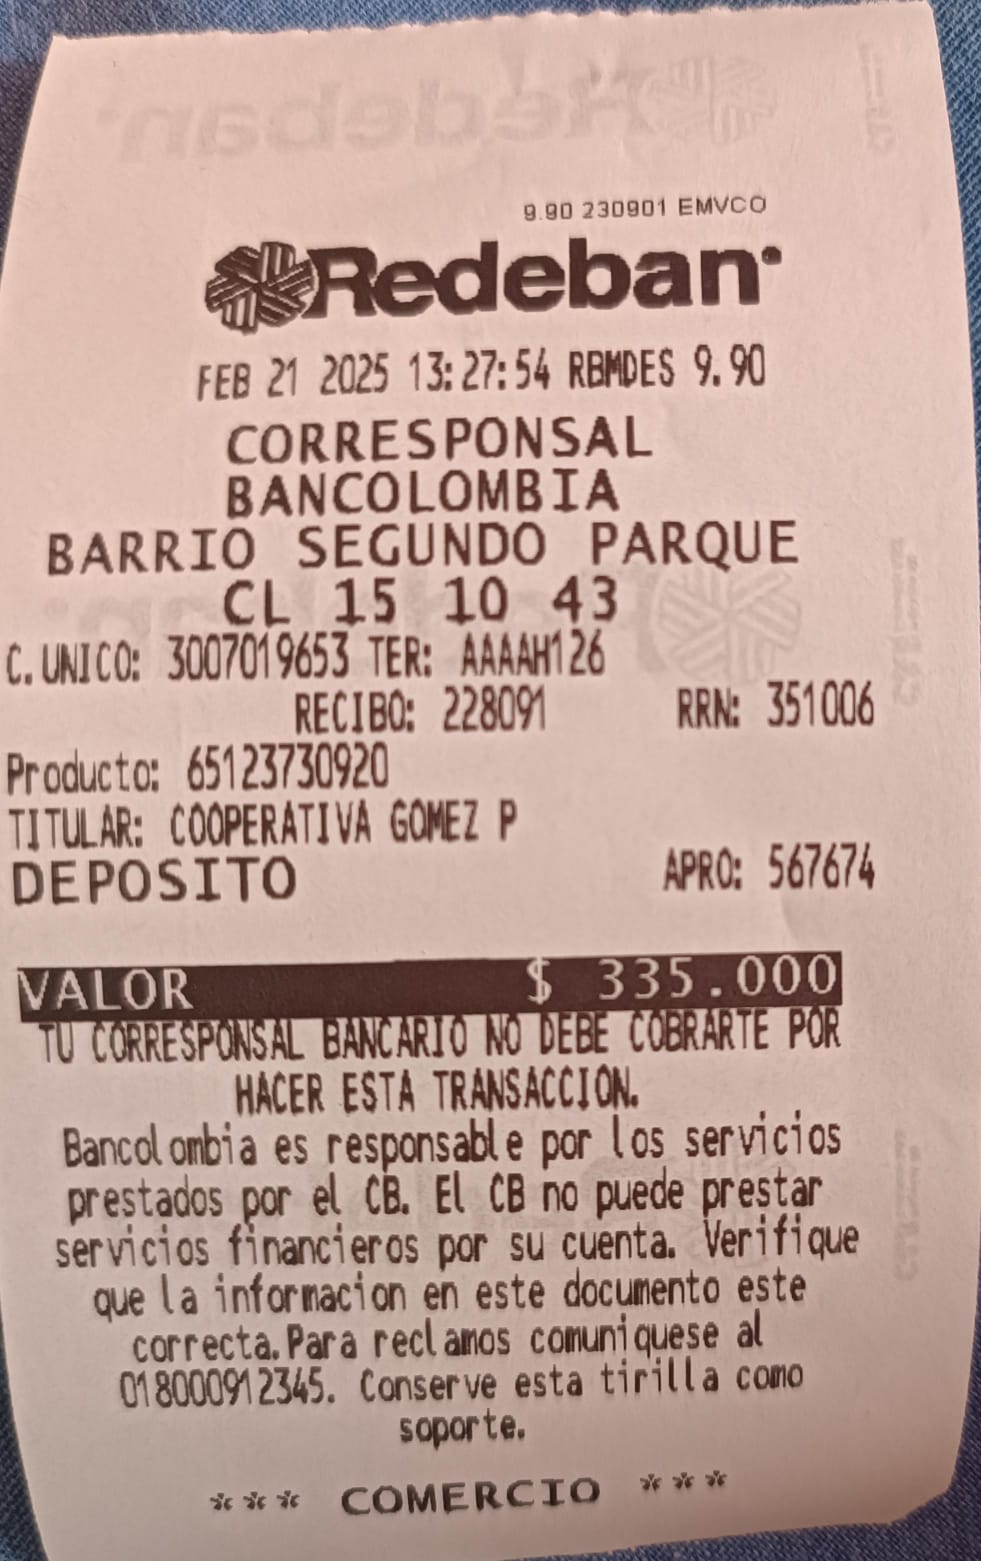 9.90 230901 EMVCO
Redeban
FEB 21 2025 13:27:54 RBMDES 9.90
CORRESPONSAL
BANCOLOMBIA
BARRIO SEGUNDO PARQUE
CL 15 10 43
C.UNICO: 3007019653 TER: AAAAH126
RECIBO: 228091 RRN: 351006
Producto: 65123730920
TITULAR: COOPERATIVA GOMEZ P
DEPOSITO APRO: 567674
VALOR $ 335.000
TU CORRESPONSAL BANCARIO NO DEBE COBRARTE POR
HACER ESTA TRANSACCION.
Bancolombia es responsable por los servicios
prestados por el CB. El CB no puede prestar
servicios financieros por su cuenta. Verifique
que la informacion en este documento este
correcta.Para reclamos comuniquese al
018000912345. Conserve esta tirilla como
soporte.
*** COMERCIO ***